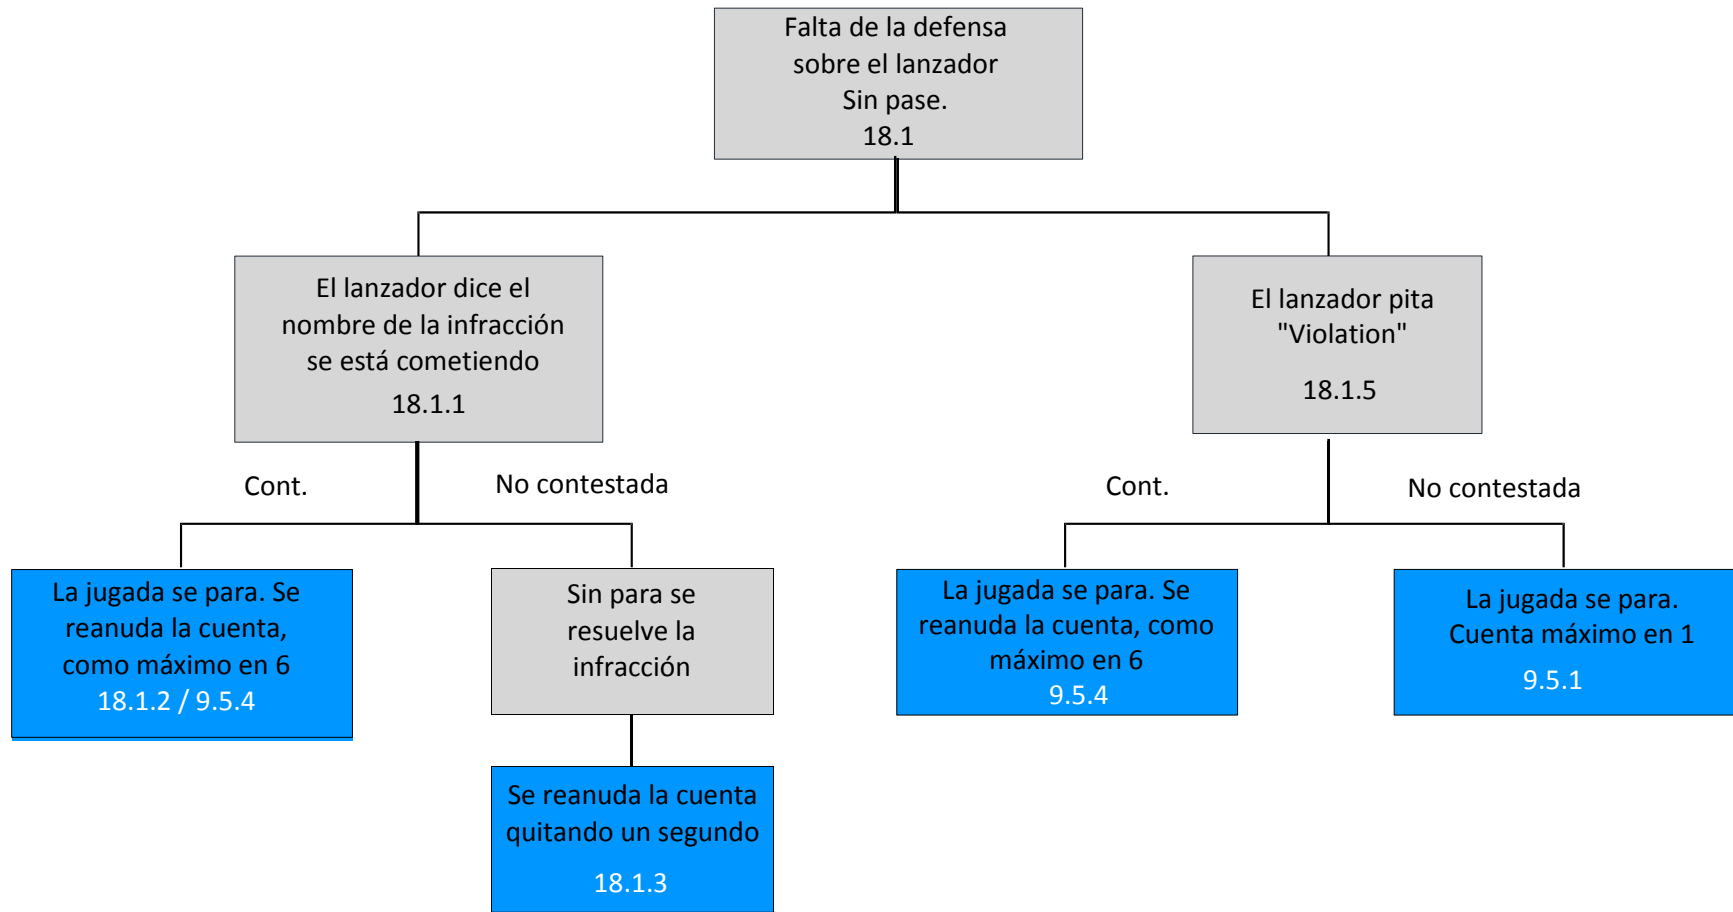 Falta de la defensa
sobre el lanzador
Sin pase.
18.1
El lanzador dice el
nombre de la infracción
se está cometiendo
18.1.1
El lanzador pita
"Violation"
18.1.5
Cont.
No contestada
Cont.
No contestada
La jugada se para. Se
reanuda la cuenta,
como máximo en 6
18.1.2 / 9.5.4
Sin para se
resuelve la
infracción
La jugada se para. Se
reanuda la cuenta, como
máximo en 6
9.5.4
La jugada se para.
Cuenta máximo en 1
9.5.1
Se reanuda la cuenta
quitando un segundo
18.1.3